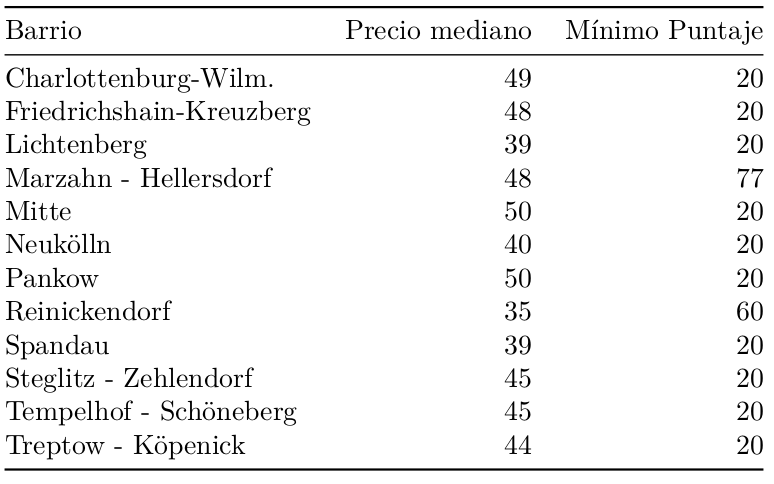 Barrio Precio mediano Mínimo Puntaje
Charlottenburg-Wilm. 49 20
Friedrichshain-Kreuzberg 48 20
Lichtenberg 39 20
Marzahn - Hellersdorf 48 77
Mitte 50 20
Neukölln 40 20
Pankow 50 20
Reinickendorf 35 60
Spandau 39 20
Steglitz - Zehlendorf 45 20
Tempelhof - Schöneberg 45 20
Treptow - Köpenick 44 20